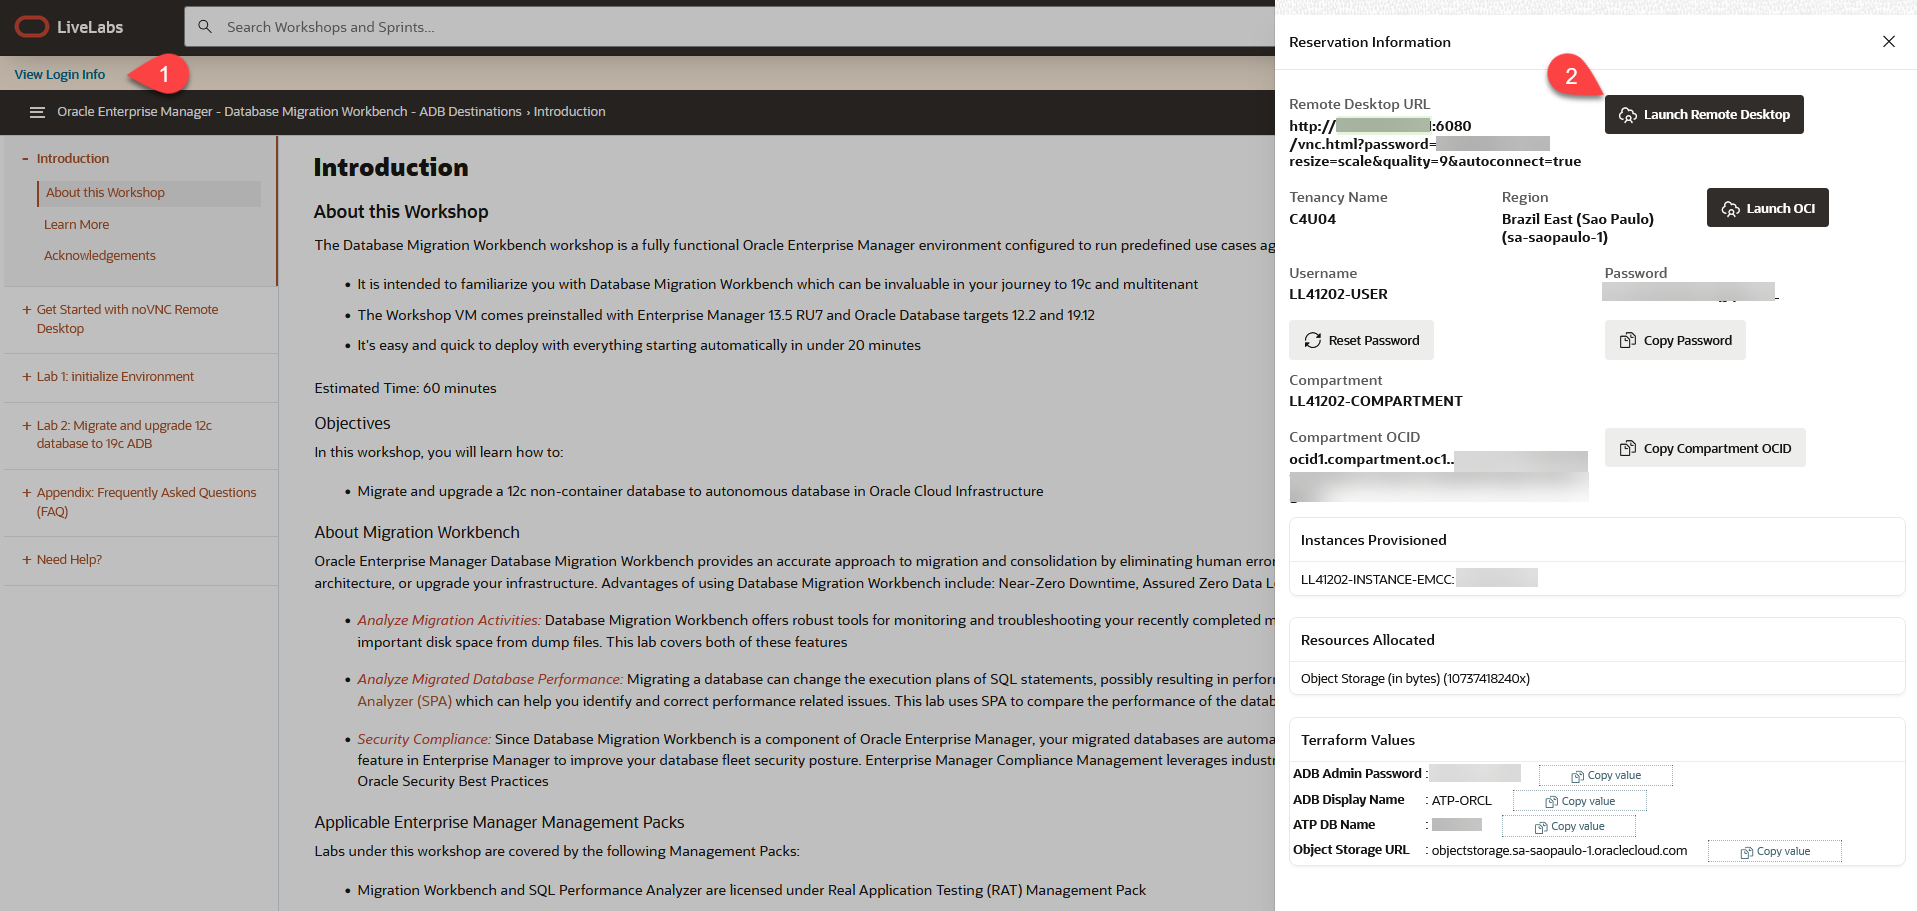 LiveLabs
Search Workshops and Sprints...
View Login Info
1
Oracle Enterprise Manager - Database Migration Workbench - ADB Destinations › Introduction
- Introduction
About this Workshop
Learn More
Acknowledgements
+ Get Started with noVNC Remote
Desktop
+ Lab 1: initialize Environment
+ Lab 2: Migrate and upgrade 12c
database to 19c ADB
+ Appendix: Frequently Asked Questions
(FAQ)
+ Need Help?
Introduction
About this Workshop
The Database Migration Workbench workshop is a fully functional Oracle Enterprise Manager environment configured to run predefined use cases ag
• It is intended to familiarize you with Database Migration Workbench which can be invaluable in your journey to 19c and multitenant
• The Workshop VM comes preinstalled with Enterprise Manager 13.5 RU7 and Oracle Database targets 12.2 and 19.12
• It's easy and quick to deploy with everything starting automatically in under 20 minutes
Estimated Time: 60 minutes
Objectives
In this workshop, you will learn how to:
• Migrate and upgrade a 12c non-container database to autonomous database in Oracle Cloud Infrastructure
About Migration Workbench
Oracle Enterprise Manager Database Migration Workbench provides an accurate approach to migration and consolidation by eliminating human error
architecture, or upgrade your infrastructure. Advantages of using Database Migration Workbench include: Near-Zero Downtime, Assured Zero Data L
• Analyze Migration Activities: Database Migration Workbench offers robust tools for monitoring and troubleshooting your recently completed m
important disk space from dump files. This lab covers both of these features
• Analyze Migrated Database Performance: Migrating a database can change the execution plans of SQL statements, possibly resulting in perfor
Analyzer (SPA) which can help you identify and correct performance related issues. This lab uses SPA to compare the performance of the datab
• Security Compliance: Since Database Migration Workbench is a component of Oracle Enterprise Manager, your migrated databases are automa
feature in Enterprise Manager to improve your database fleet security posture. Enterprise Manager Compliance Management leverages industr
Oracle Security Best Practices
Applicable Enterprise Manager Management Packs
Labs under this workshop are covered by the following Management Packs:
• Migration Workbench and SQL Performance Analyzer are licensed under Real Application Testing (RAT) Management Pack
Reservation Information
2
Remote Desktop URL
http:// :6080
/vnc.html?password=
resize=scale&quality=9&autoconnect=true
Launch Remote Desktop
Tenancy Name
C4U04
Region
Brazil East (Sao Paulo)
(sa-saopaulo-1)
Launch OCI
Username
LL41202-USER
Password
Reset Password
Copy Password
Compartment
LL41202-COMPARTMENT
Compartment OCID
ocid1.compartment.oc1..
Copy Compartment OCID
Instances Provisioned
LL41202-INSTANCE-EMCC:
Resources Allocated
Object Storage (in bytes) (10737418240x)
Terraform Values
ADB Admin Password : Copy value
ADB Display Name : ATP-ORCL Copy value
ATP DB Name : Copy value
Object Storage URL : objectstorage.sa-saopaulo-1.oraclecloud.com Copy value